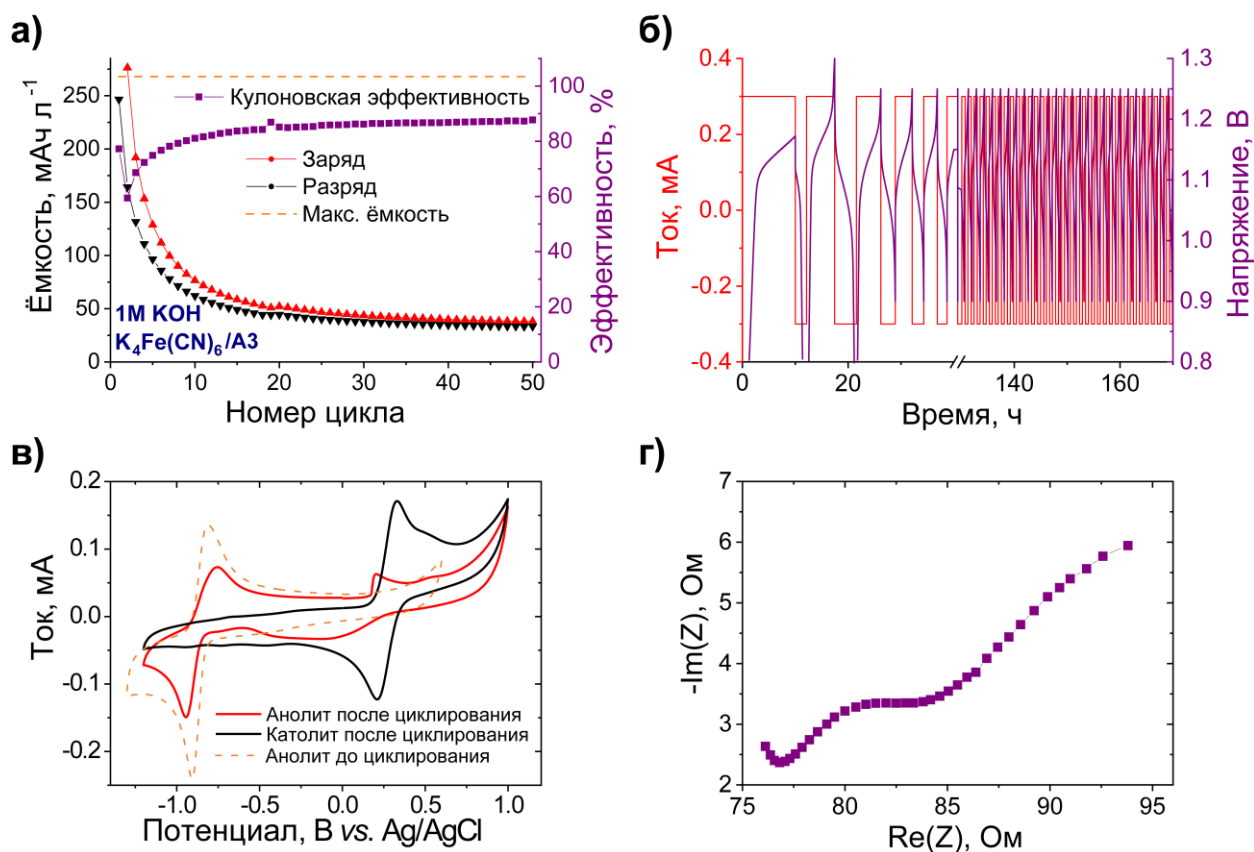 а)
Ёмкость, мАч л⁻¹
250
200
150
100
50
0
Кулоновская эффективность
Заряд
Разряд
Макс. ёмкость
1M KOH
K₄Fe(CN)₆/A3
0 10 20 30 40 50
Номер цикла
100
80
60
40
20
0
Эффективность, %
б)
Ток, мА
0.4
0.2
0.0
-0.2
-0.4
0 20 140 160
Время, ч
1.3
1.2
1.1
1.0
0.9
0.8
Напряжение, В
в)
Ток, мА
0.2
0.1
0.0
-0.1
-0.2
Анолит после циклирования
Католит после циклирования
Анолит до циклирования
-1.0 -0.5 0.0 0.5 1.0
Потенциал, В vs. Ag/AgCl
г)
-Im(Z), Ом
7
6
5
4
3
2
75 80 85 90 95
Re(Z), Ом